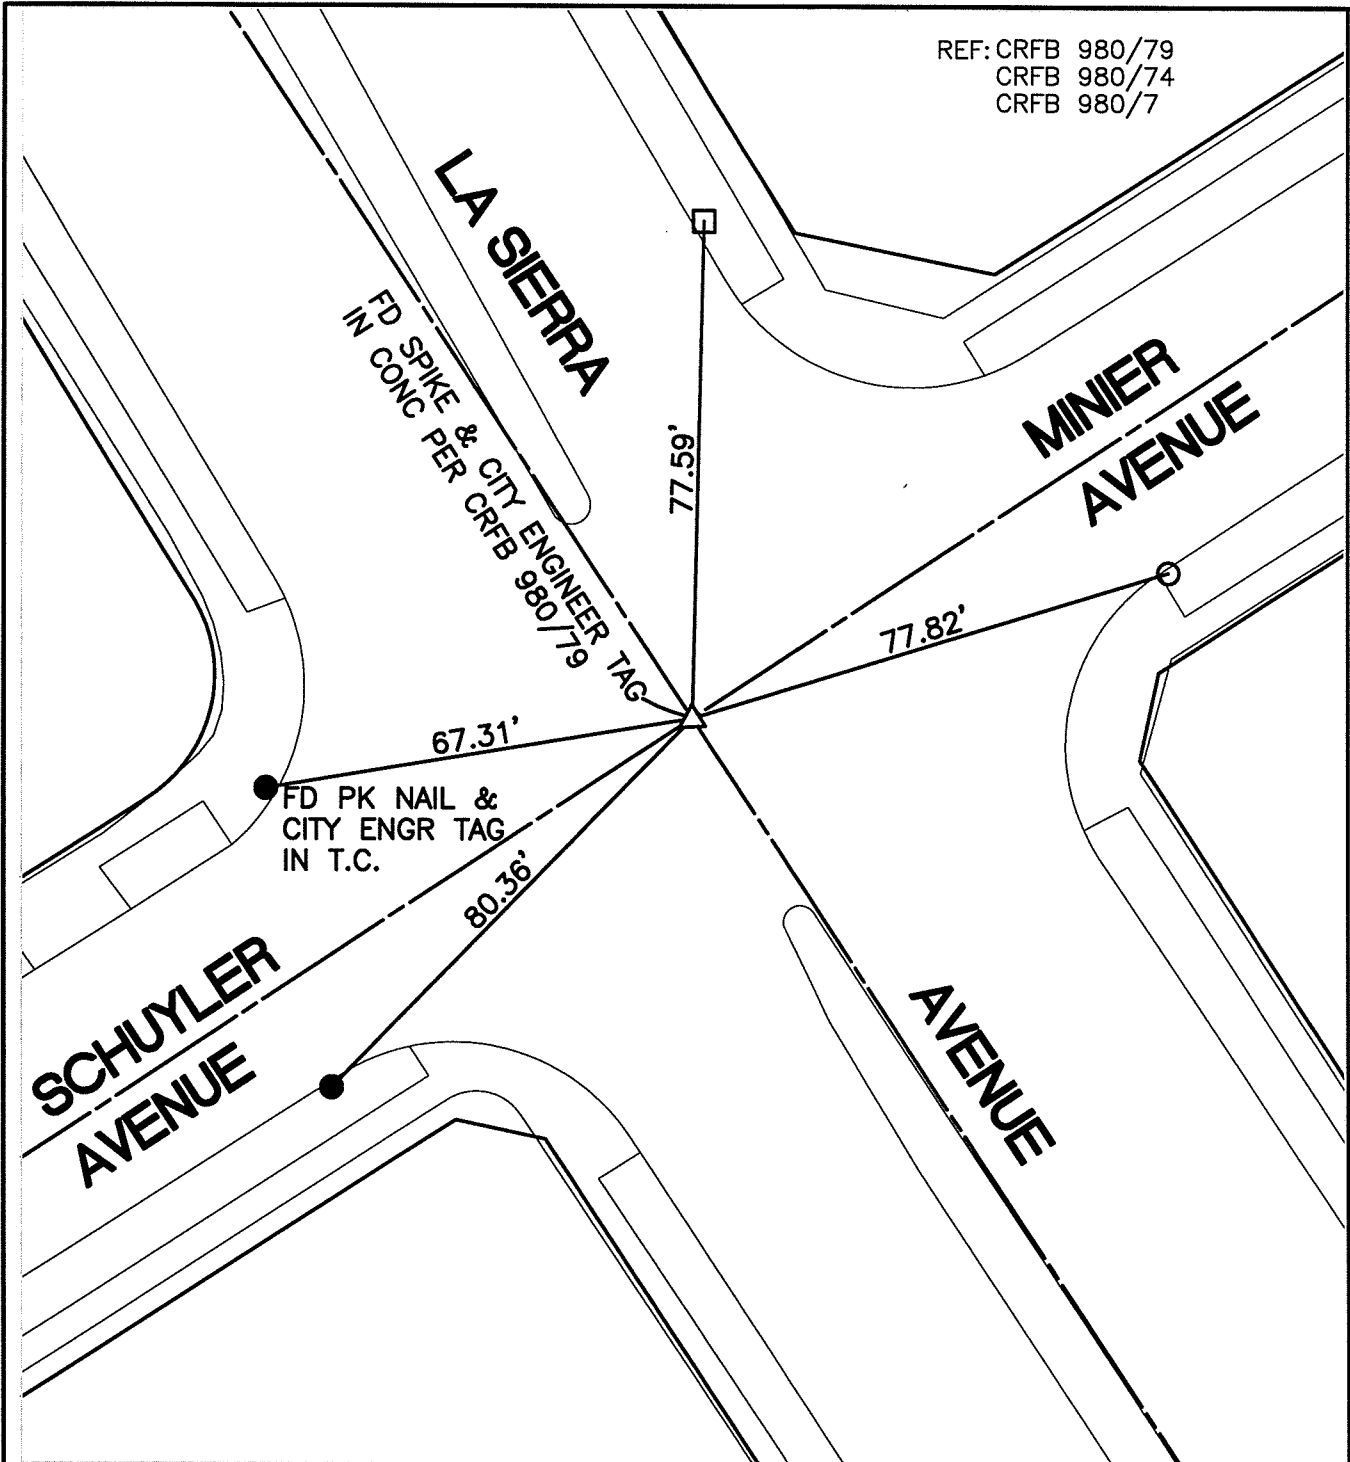 REF: CRFB 980/79
CRFB 980/74
CRFB 980/7
LA SIERRA
FD SPIKE & CITY ENGINEER TAG
IN CONC PER CRFB 980/79
MINIER
AVENUE
77.59'
77.82'
67.31'
FD PK NAIL &
CITY ENGR TAG
IN T.C.
80.36'
SCHUYLER
AVENUE
AVENUE